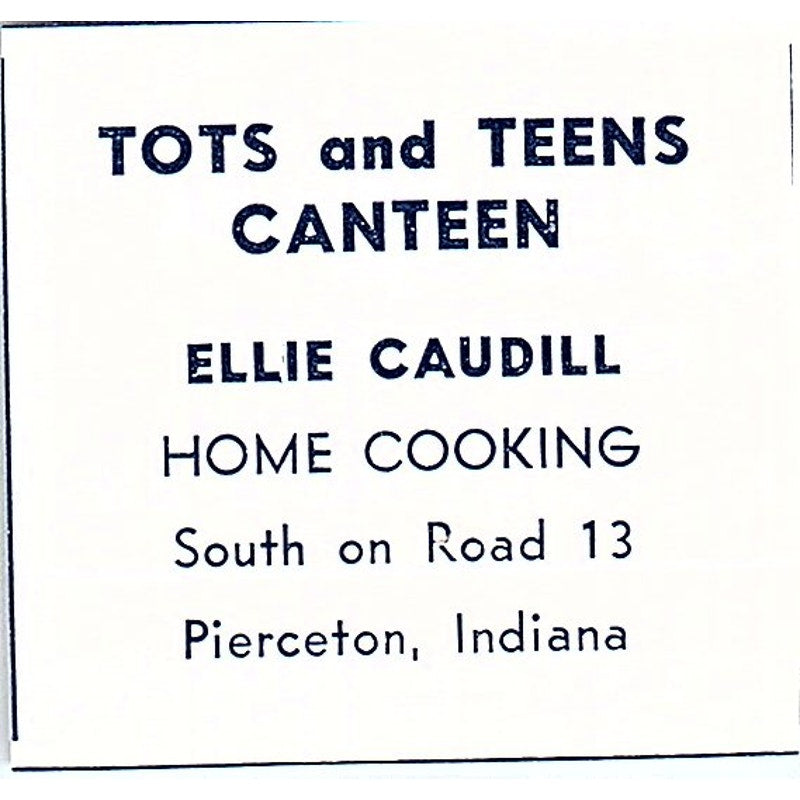 TOTS and TEENS
CANTEEN
ELLIE CAUDILL
HOME COOKING
South on Road 13
Pierceton, Indiana